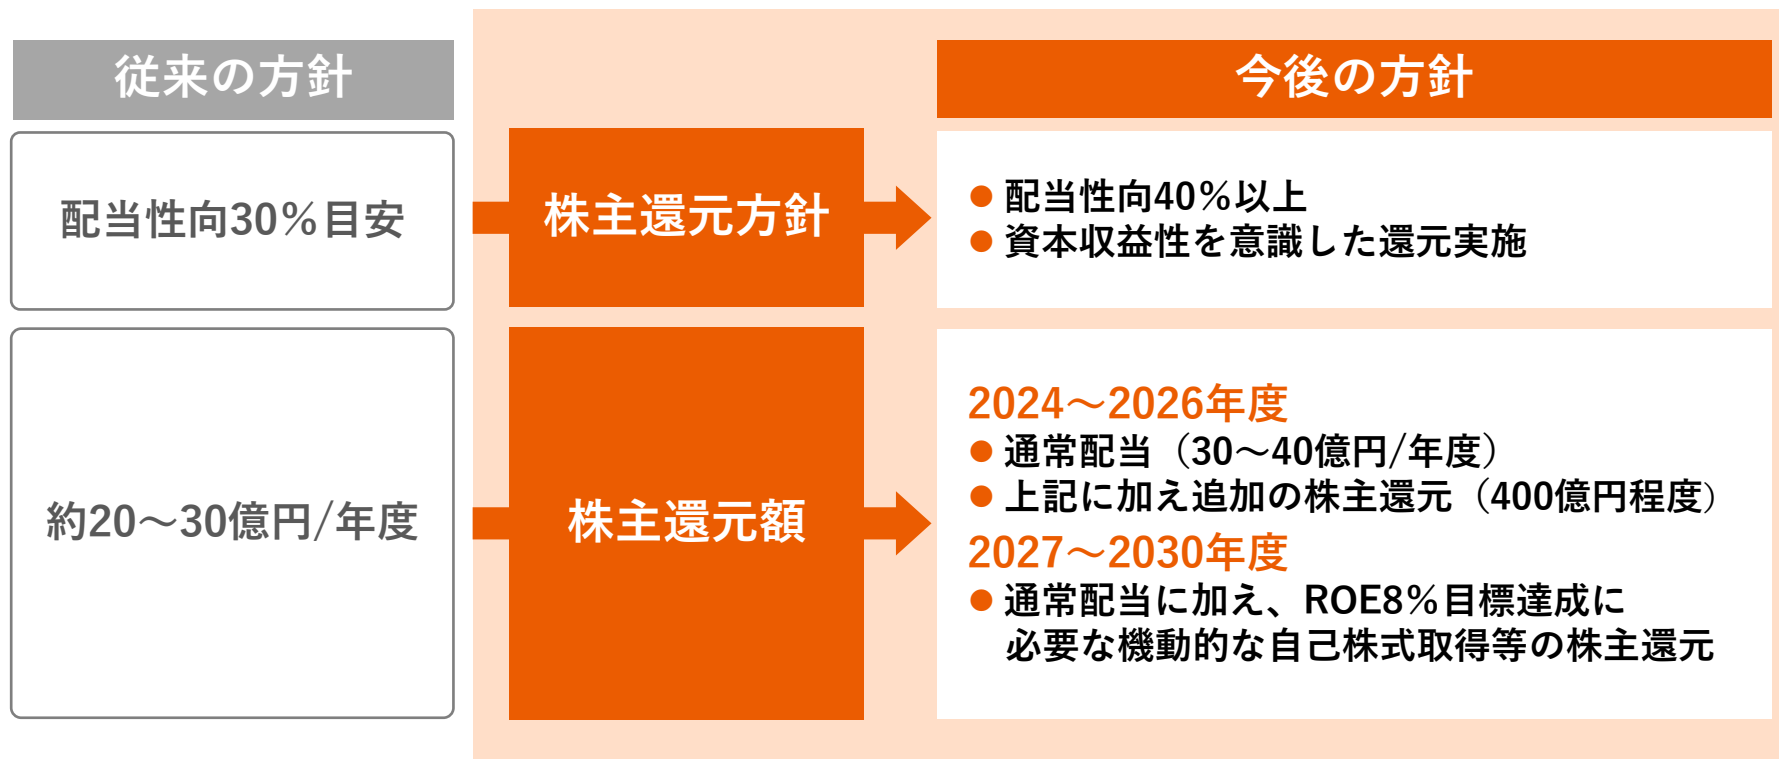 従来の方針
今後の方針
配当性向30％目安
株主還元方針
● 配当性向40％以上
● 資本収益性を意識した還元実施
約20～30億円/年度
株主還元額
2024～2026年度
● 通常配当（30～40億円/年度）
● 上記に加え追加の株主還元（400億円程度）
2027～2030年度
● 通常配当に加え、ROE8％目標達成に
必要な機動的な自己株式取得等の株主還元